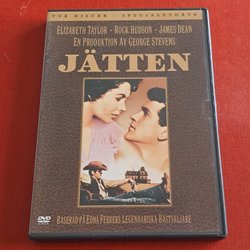 TVÅ DISCAR - SPECIALUTGÅVA
ELIZABETH TAYLOR - ROCK HUDSON - JAMES DEAN
EN PRODUKTION AV GEORGE STEVENS
JÄTTEN
DVD
BASERAD PÅ EDNA FERBERS LEGENDARISKA BÄSTSÄLJARE